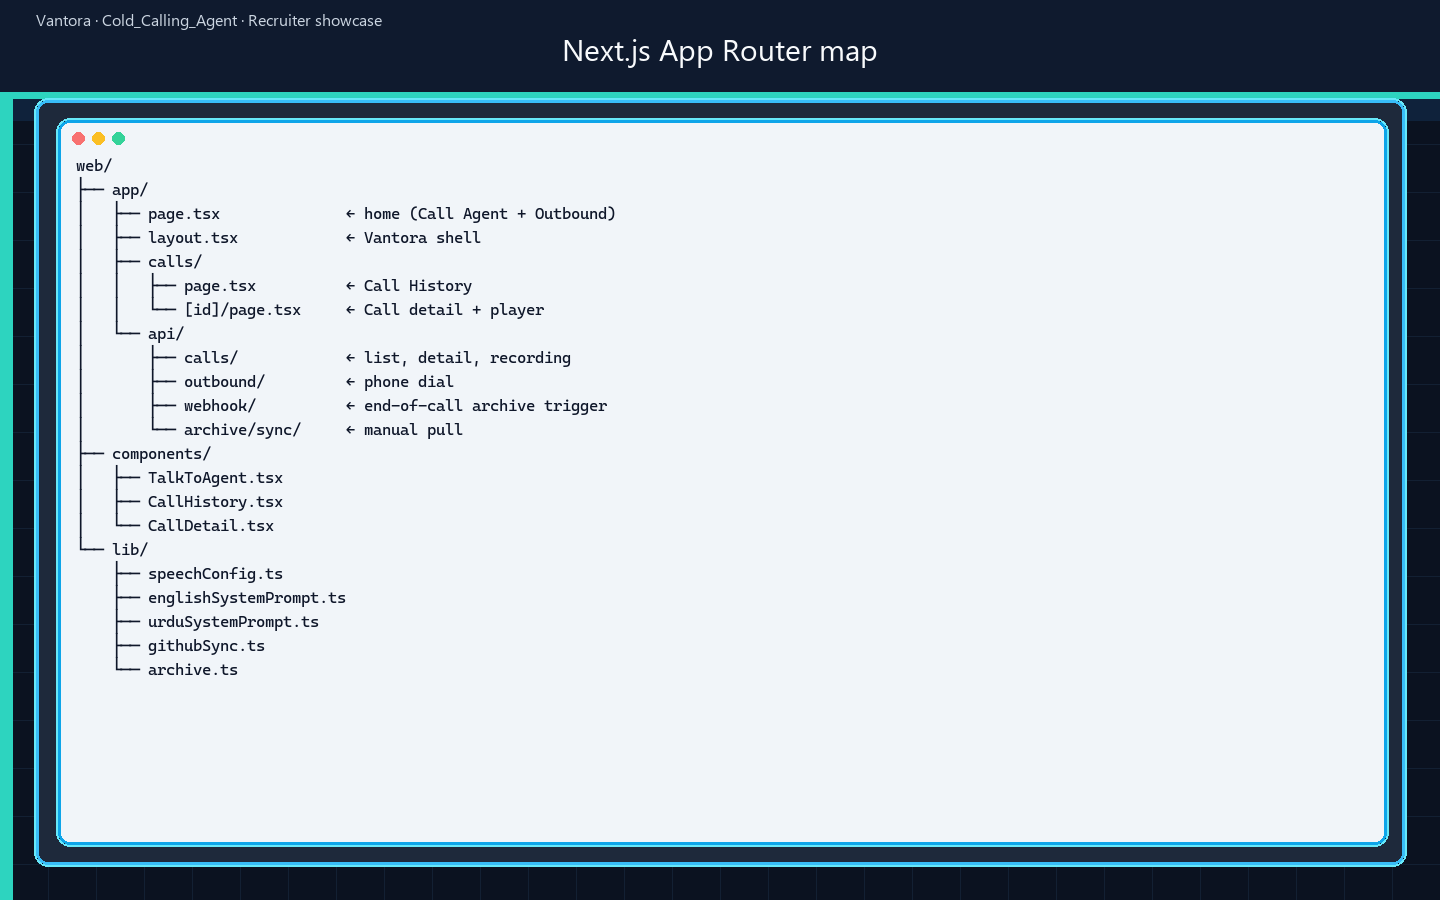 Vantora · Cold_Calling_Agent · Recruiter showcase
Next.js App Router map
web/
├── app/
│   ├── page.tsx              ← home (Call Agent + Outbound)
│   ├── layout.tsx            ← Vantora shell
│   ├── calls/
│   │   ├── page.tsx          ← Call History
│   │   └── [id]/page.tsx     ← Call detail + player
│   └── api/
│       ├── calls/            ← list, detail, recording
│       ├── outbound/         ← phone dial
│       ├── webhook/          ← end-of-call archive trigger
│       └── archive/sync/     ← manual pull
├── components/
│   ├── TalkToAgent.tsx
│   ├── CallHistory.tsx
│   └── CallDetail.tsx
└── lib/
    ├── speechConfig.ts
    ├── englishSystemPrompt.ts
    ├── urduSystemPrompt.ts
    ├── githubSync.ts
    └── archive.ts